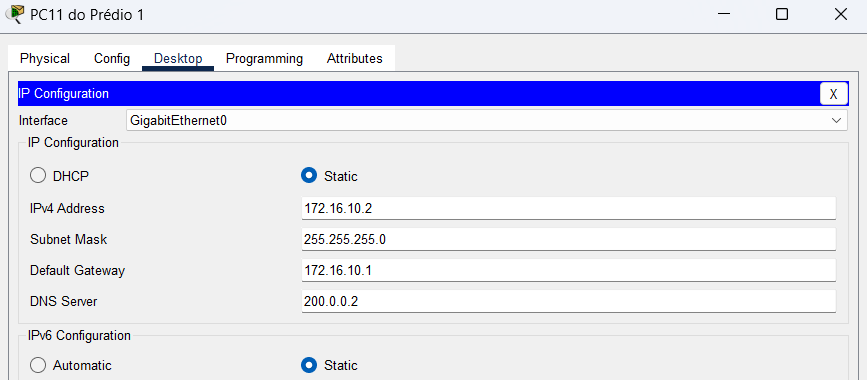 PC11 do Prédio 1
Physical Config Desktop Programming Attributes
IP Configuration X
Interface GigabitEthernet0
IP Configuration
DHCP Static
IPv4 Address 172.16.10.2
Subnet Mask 255.255.255.0
Default Gateway 172.16.10.1
DNS Server 200.0.0.2
IPv6 Configuration
Automatic Static